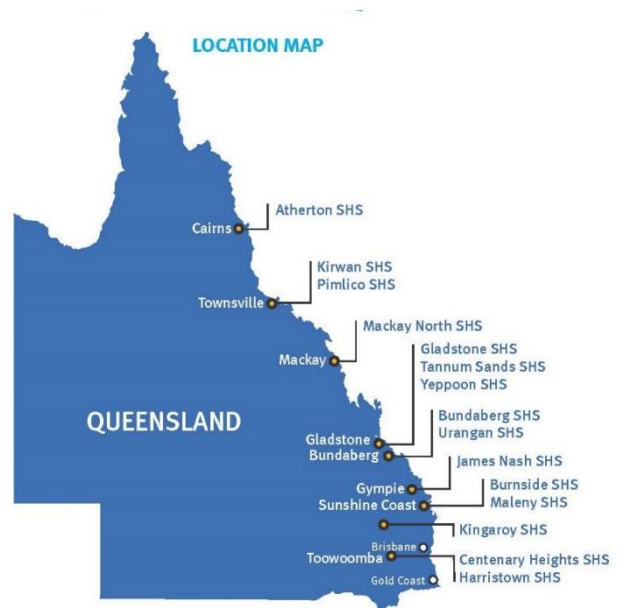 LOCATION MAP
Atherton SHS
Cairns
Kirwan SHS
Pimlico SHS
Townsville
Mackay North SHS
Mackay
Gladstone SHS
Tannum Sands SHS
Yeppoon SHS
QUEENSLAND
Bundaberg SHS
Urangan SHS
Gladstone
Bundaberg
James Nash SHS
Gympie
Burnside SHS
Maleny SHS
Sunshine Coast
Kingaroy SHS
Brisbane
Toowoomba
Centenary Heights SHS
Harristown SHS
Gold Coast